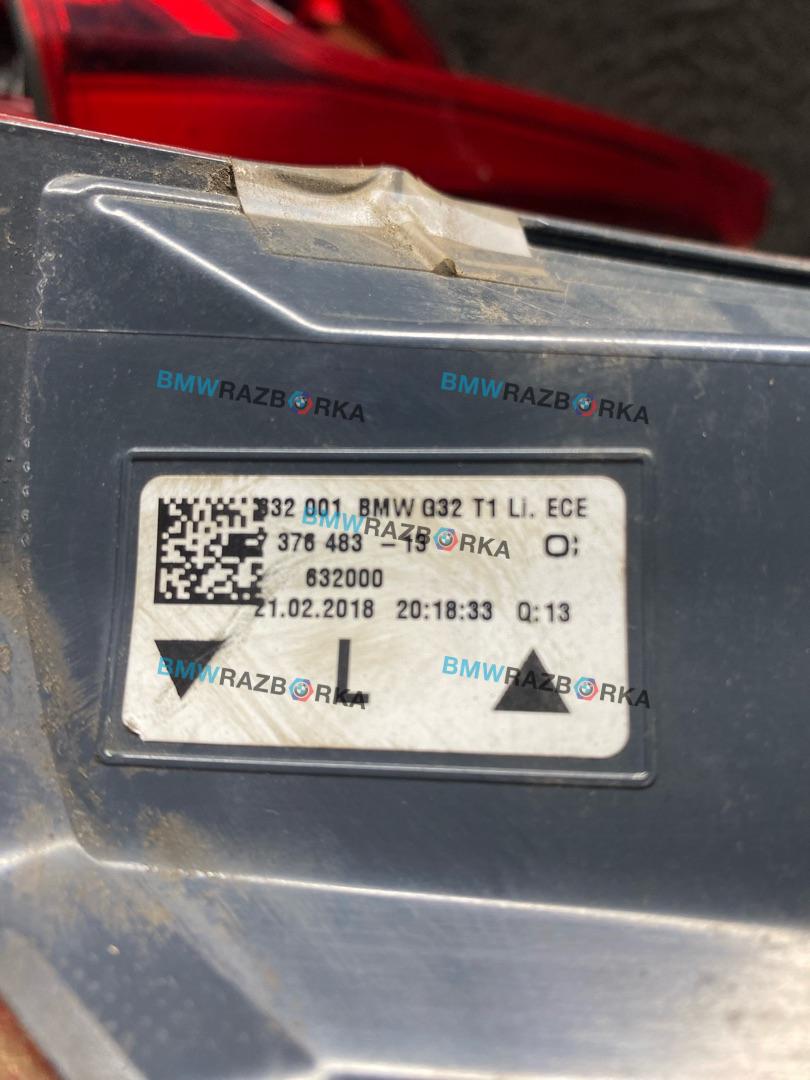 BMWRAZBORKA BMWRAZBORKA
632 001 BMW G32 T1 Li. ECE
376 483 -13 O:
BMWRAZBORKA
632000
21.02.2018 20:18:33 Q:13
L
BMWRAZBORKA BMWRAZBORKA